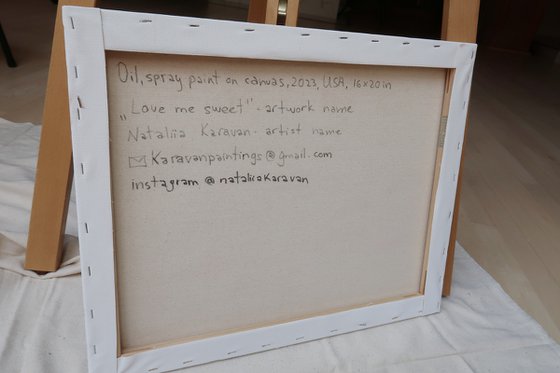 Oil, spray paint on canvas, 2023, USA, 16x20 in
„Love me sweet" - artwork name
Nataliia Karavan - artist name
Karavanpaintings@gmail.com
instagram @nataliiaKaravan